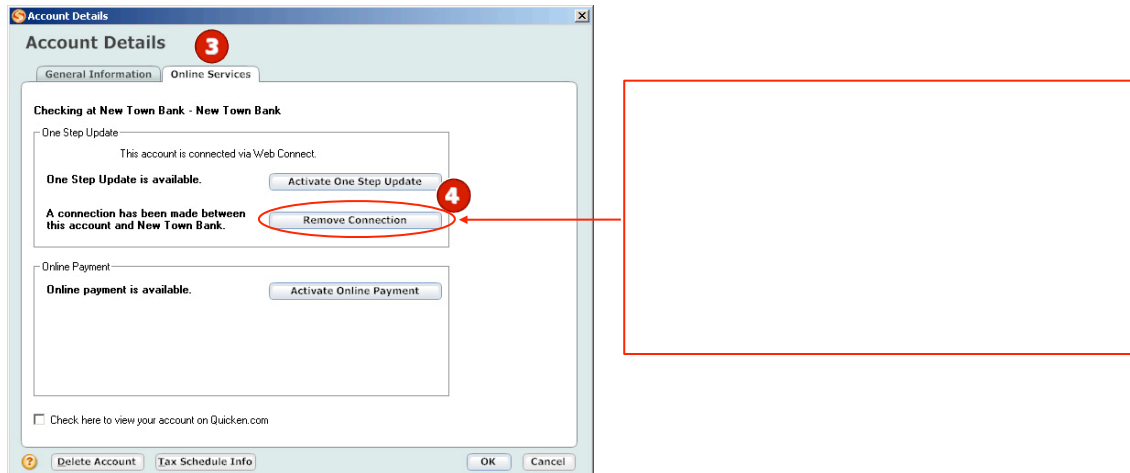 Account Details
Account Details
3
General Information
Online Services
Checking at New Town Bank - New Town Bank
One Step Update
This account is connected via Web Connect.
One Step Update is available.
Activate One Step Update
4
A connection has been made between
this account and New Town Bank.
Remove Connection
Online Payment
Online payment is available.
Activate Online Payment
Check here to view your account on Quicken.com
?
Delete Account
Tax Schedule Info
OK
Cancel